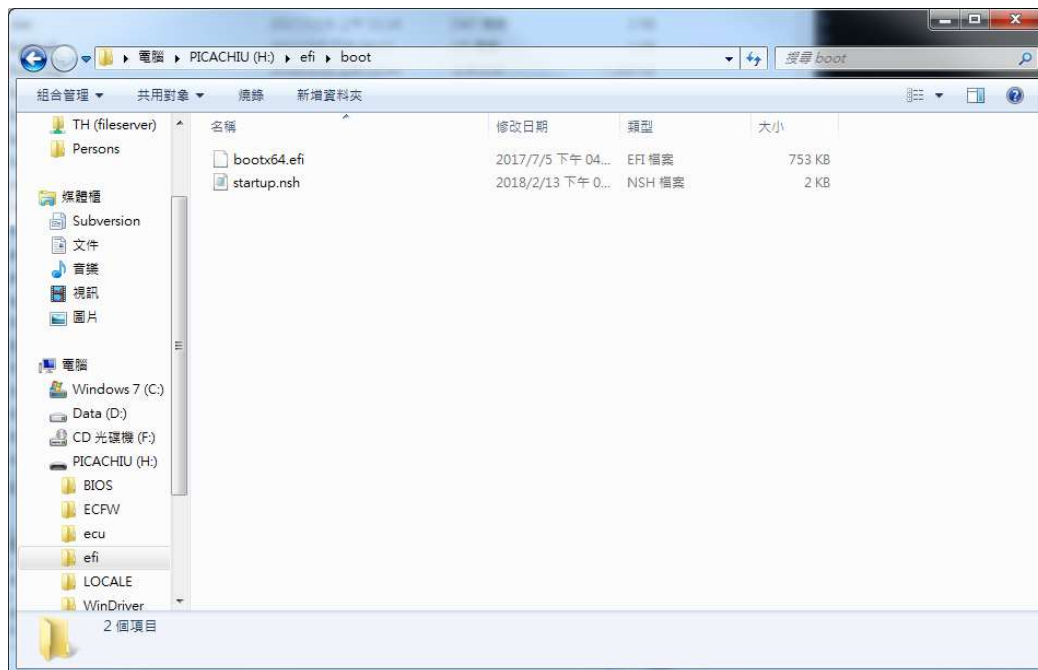 電腦 ▸ PICACHIU (H:) ▸ efi ▸ boot
搜尋 boot
組合管理 ▼ 共用對象 ▼ 燒錄 新增資料夾
TH (fileserver)
Persons
媒體櫃
Subversion
文件
音樂
視訊
圖片
電腦
Windows 7 (C:)
Data (D:)
CD 光碟機 (F:)
PICACHIU (H:)
BIOS
ECFW
ecu
efi
LOCALE
WinDriver
名稱 修改日期 類型 大小
bootx64.efi 2017/7/5 下午 04... EFI 檔案 753 KB
startup.nsh 2018/2/13 下午 0... NSH 檔案 2 KB
2 個項目